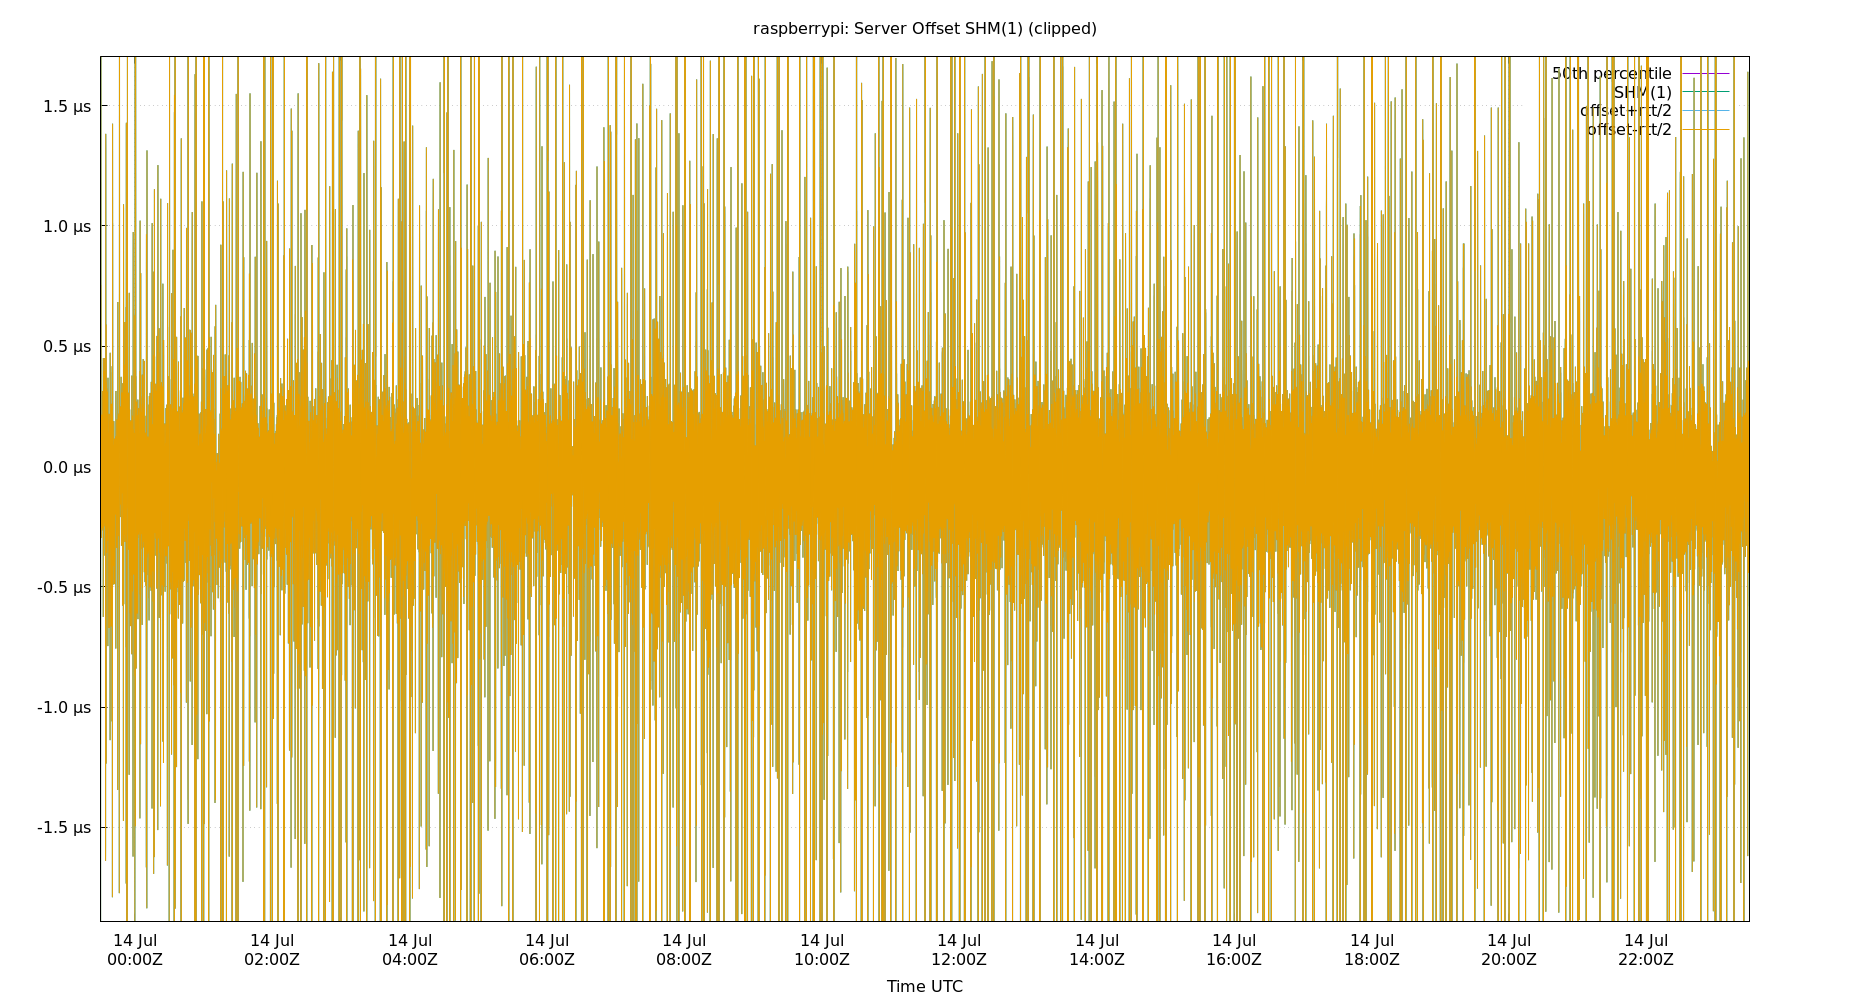 raspberrypi: Server Offset SHM(1) (clipped)
50th percentile
SHM(1)
offset+rtt/2
offset-rtt/2
1.5 µs
1.0 µs
0.5 µs
0.0 µs
-0.5 µs
-1.0 µs
-1.5 µs
14 Jul 14 Jul 14 Jul 14 Jul 14 Jul 14 Jul 14 Jul 14 Jul 14 Jul 14 Jul 14 Jul 14 Jul
00:00Z 02:00Z 04:00Z 06:00Z 08:00Z 10:00Z 12:00Z 14:00Z 16:00Z 18:00Z 20:00Z 22:00Z
Time UTC